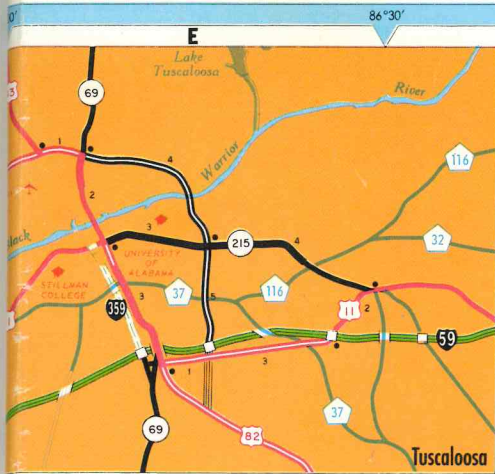 E
86°30'
Lake
Tuscaloosa
69
River
1
4
116
2
Warrior
3
215
4
32
UNIVERSITY
OF
ALABAMA
STILLMAN
COLLEGE
3
37
116
5
2
359
11
59
1
3
69
37
82
Tuscaloosa